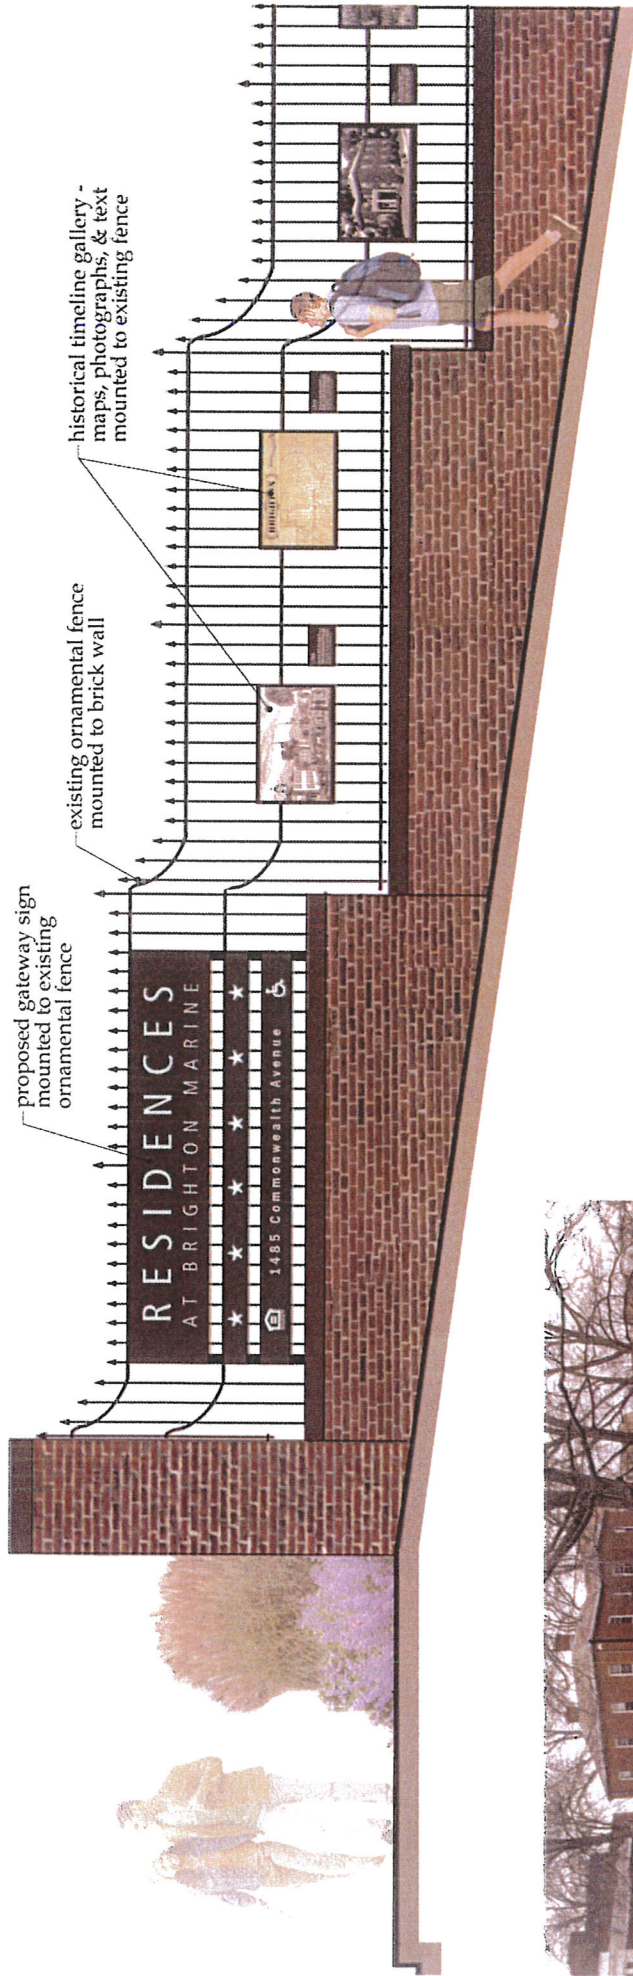 proposed gateway sign
mounted to existing
ornamental fence
existing ornamental fence
mounted to brick wall
historical timeline gallery -
maps, photographs, & text
mounted to existing fence
RESIDENCES
AT BRIGHTON MARINE
1485 Commonwealth Avenue
BRIGHTON